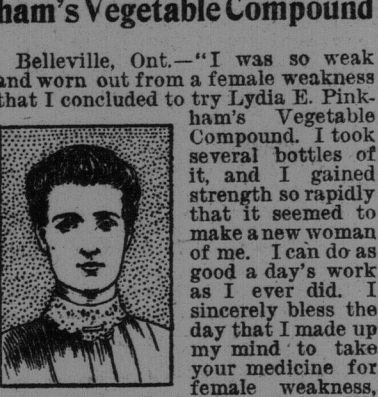 ham's Vegetable Compound
Belleville, Ont.—"I was so weak
and worn out from a female weakness
that I concluded to try Lydia E. Pink-
ham's Vegetable
Compound. I took
several bottles of
it, and I gained
strength so rapidly
that it seemed to
make a new woman
of me. I can do as
good a day's work
as I ever did. I
sincerely bless the
day that I made up
my mind to take
your medicine for
female weakness,